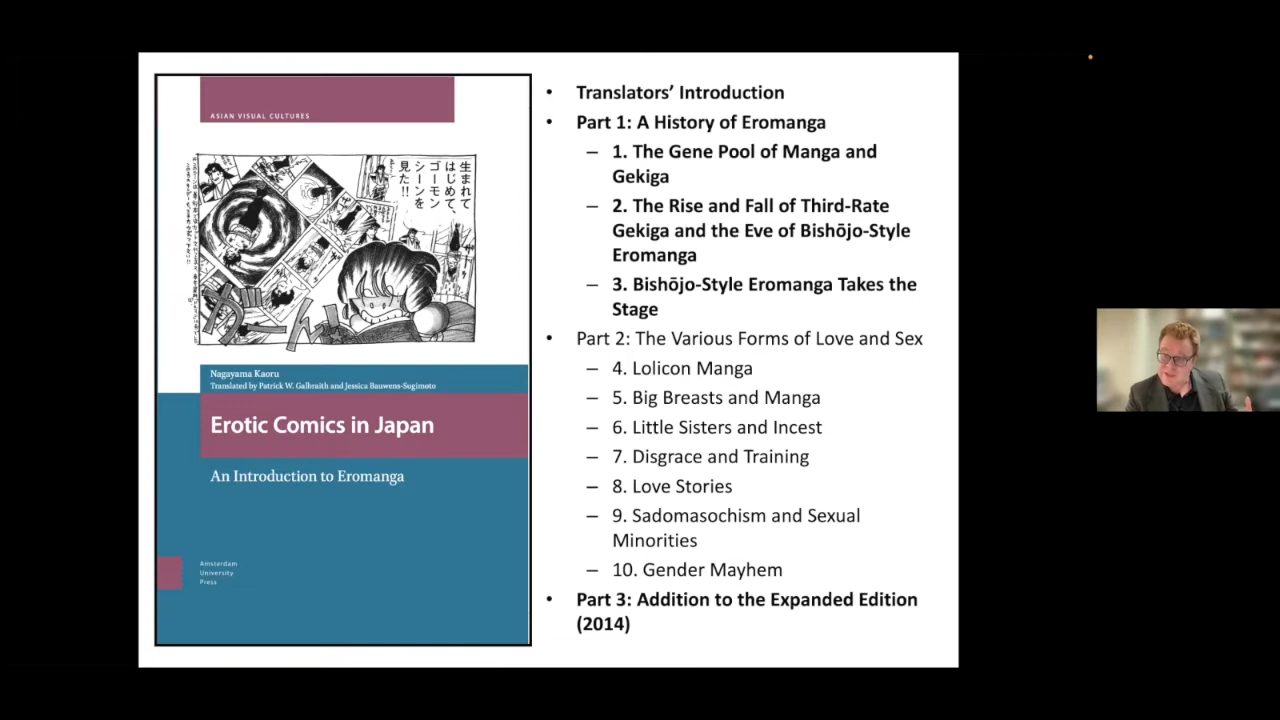 ASIAN VISUAL CULTURES
生まれて
はじめて、
ゴーモン
シーンを
見た!!
Nagayama Kaoru
Translated by Patrick W. Galbraith and Jessica Bauwens-Sugimoto
Erotic Comics in Japan
An Introduction to Eromanga
Amsterdam
University
Press
• Translators’ Introduction
• Part 1: A History of Eromanga
– 1. The Gene Pool of Manga and
Gekiga
– 2. The Rise and Fall of Third-Rate
Gekiga and the Eve of Bishōjo-Style
Eromanga
– 3. Bishōjo-Style Eromanga Takes the
Stage
• Part 2: The Various Forms of Love and Sex
– 4. Lolicon Manga
– 5. Big Breasts and Manga
– 6. Little Sisters and Incest
– 7. Disgrace and Training
– 8. Love Stories
– 9. Sadomasochism and Sexual
Minorities
– 10. Gender Mayhem
• Part 3: Addition to the Expanded Edition
(2014)